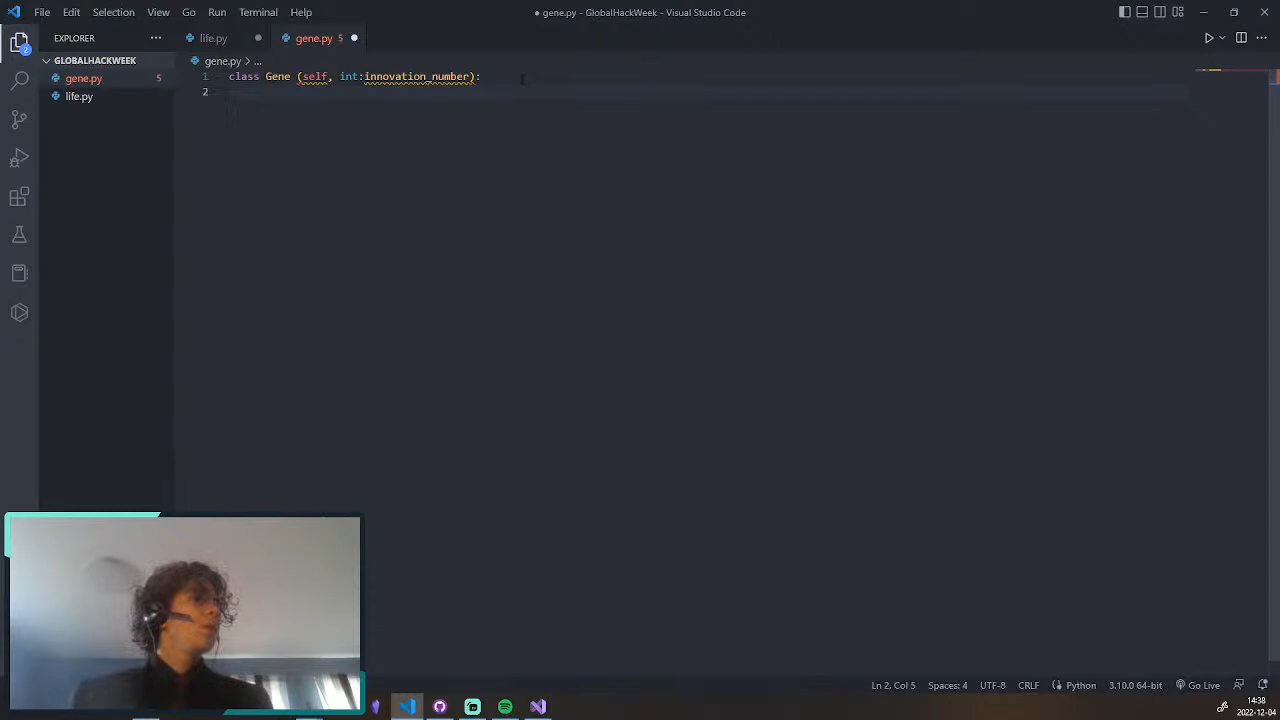 File Edit Selection View Go Run Terminal Help
● gene.py - GlobalHackWeek - Visual Studio Code
EXPLORER
life.py
gene.py 5
GLOBALHACKWEEK
gene.py 5
life.py
2
gene.py > ...
1 class Gene (self, int:innovation_number):
2
Ln 2, Col 5 Spaces: 4 UTF-8 CRLF Python 3.10.0 64-bit Go Live
14:38
2022-12-04